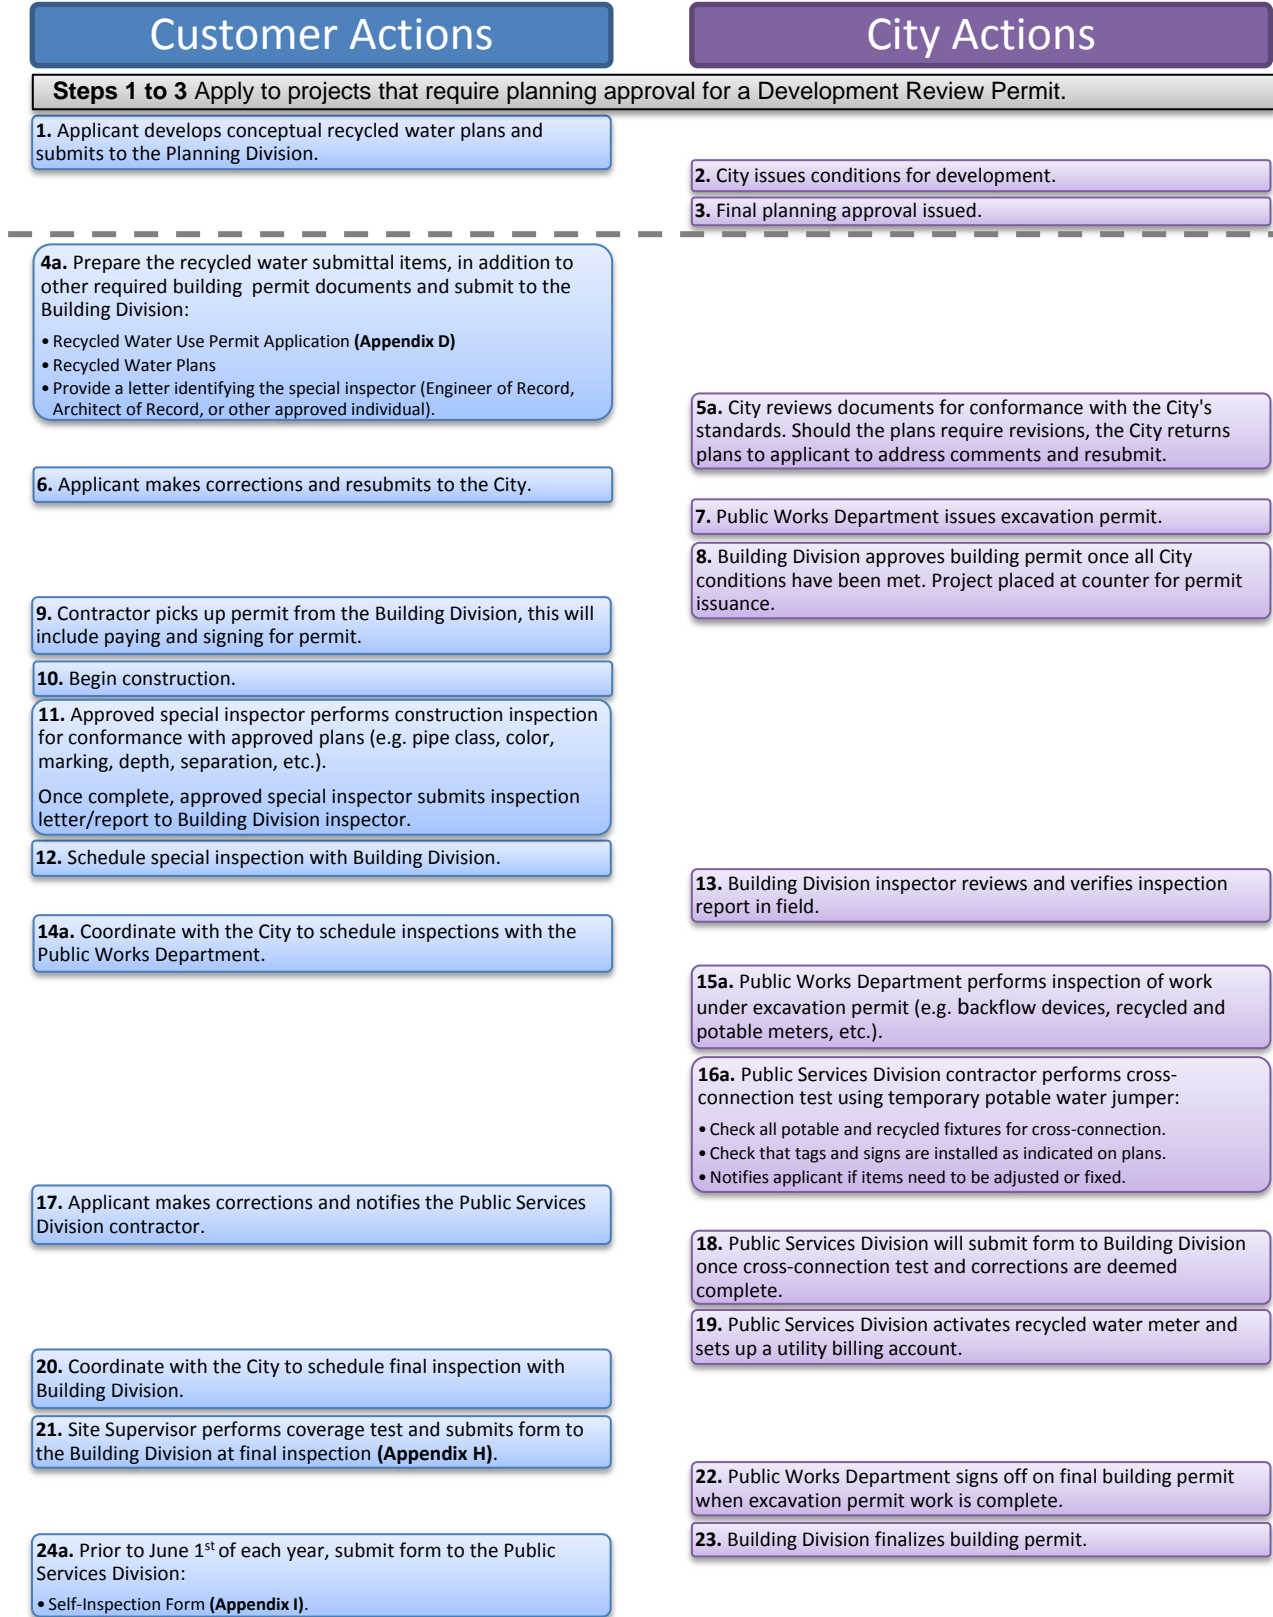 Customer Actions
City Actions
Steps 1 to 3 Apply to projects that require planning approval for a Development Review Permit.
1. Applicant develops conceptual recycled water plans and
submits to the Planning Division.
2. City issues conditions for development.
3. Final planning approval issued.
4a. Prepare the recycled water submittal items, in addition to
other required building permit documents and submit to the
Building Division:
• Recycled Water Use Permit Application (Appendix D)
• Recycled Water Plans
• Provide a letter identifying the special inspector (Engineer of Record,
Architect of Record, or other approved individual).
5a. City reviews documents for conformance with the City's
standards. Should the plans require revisions, the City returns
plans to applicant to address comments and resubmit.
6. Applicant makes corrections and resubmits to the City.
7. Public Works Department issues excavation permit.
8. Building Division approves building permit once all City
conditions have been met. Project placed at counter for permit
issuance.
9. Contractor picks up permit from the Building Division, this will
include paying and signing for permit.
10. Begin construction.
11. Approved special inspector performs construction inspection
for conformance with approved plans (e.g. pipe class, color,
marking, depth, separation, etc.).
Once complete, approved special inspector submits inspection
letter/report to Building Division inspector.
12. Schedule special inspection with Building Division.
13. Building Division inspector reviews and verifies inspection
report in field.
14a. Coordinate with the City to schedule inspections with the
Public Works Department.
15a. Public Works Department performs inspection of work
under excavation permit (e.g. backflow devices, recycled and
potable meters, etc.).
16a. Public Services Division contractor performs cross-
connection test using temporary potable water jumper:
• Check all potable and recycled fixtures for cross-connection.
• Check that tags and signs are installed as indicated on plans.
• Notifies applicant if items need to be adjusted or fixed.
17. Applicant makes corrections and notifies the Public Services
Division contractor.
18. Public Services Division will submit form to Building Division
once cross-connection test and corrections are deemed
complete.
19. Public Services Division activates recycled water meter and
sets up a utility billing account.
20. Coordinate with the City to schedule final inspection with
Building Division.
21. Site Supervisor performs coverage test and submits form to
the Building Division at final inspection (Appendix H).
22. Public Works Department signs off on final building permit
when excavation permit work is complete.
23. Building Division finalizes building permit.
24a. Prior to June 1st of each year, submit form to the Public
Services Division:
• Self-Inspection Form (Appendix I).